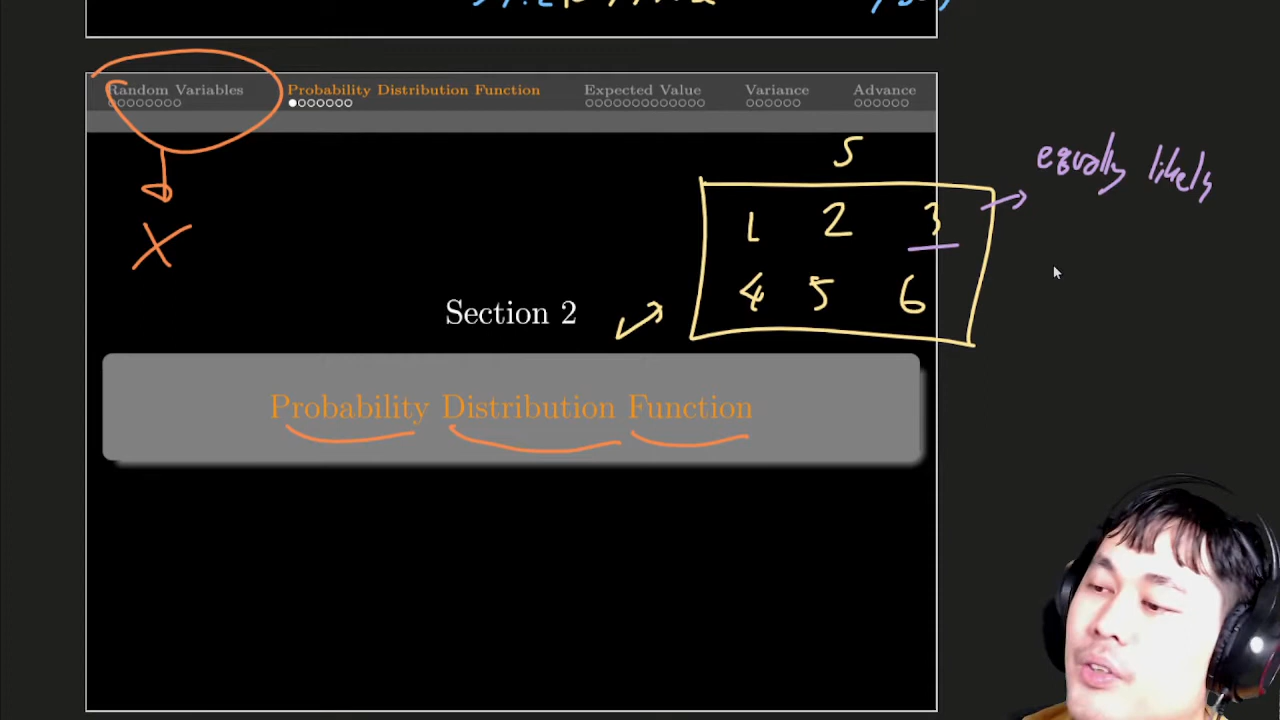 Random Variables Probability Distribution Function Expected Value Variance Advance
S
equally likely
1 2 3
4 5 6
X
Section 2
Probability Distribution Function